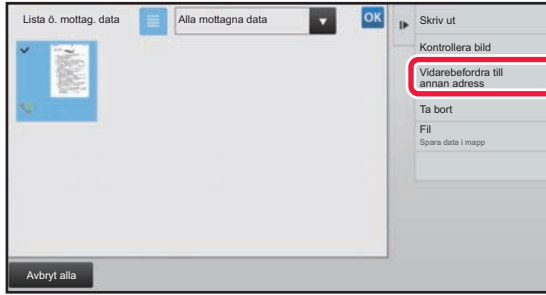 Lista ö. mottag. data
Alla mottagna data
OK
Skriv ut
Kontrollera bild
Vidarebefordra till
annan adress
Ta bort
Fil
Spara data i mapp
Avbryt alla